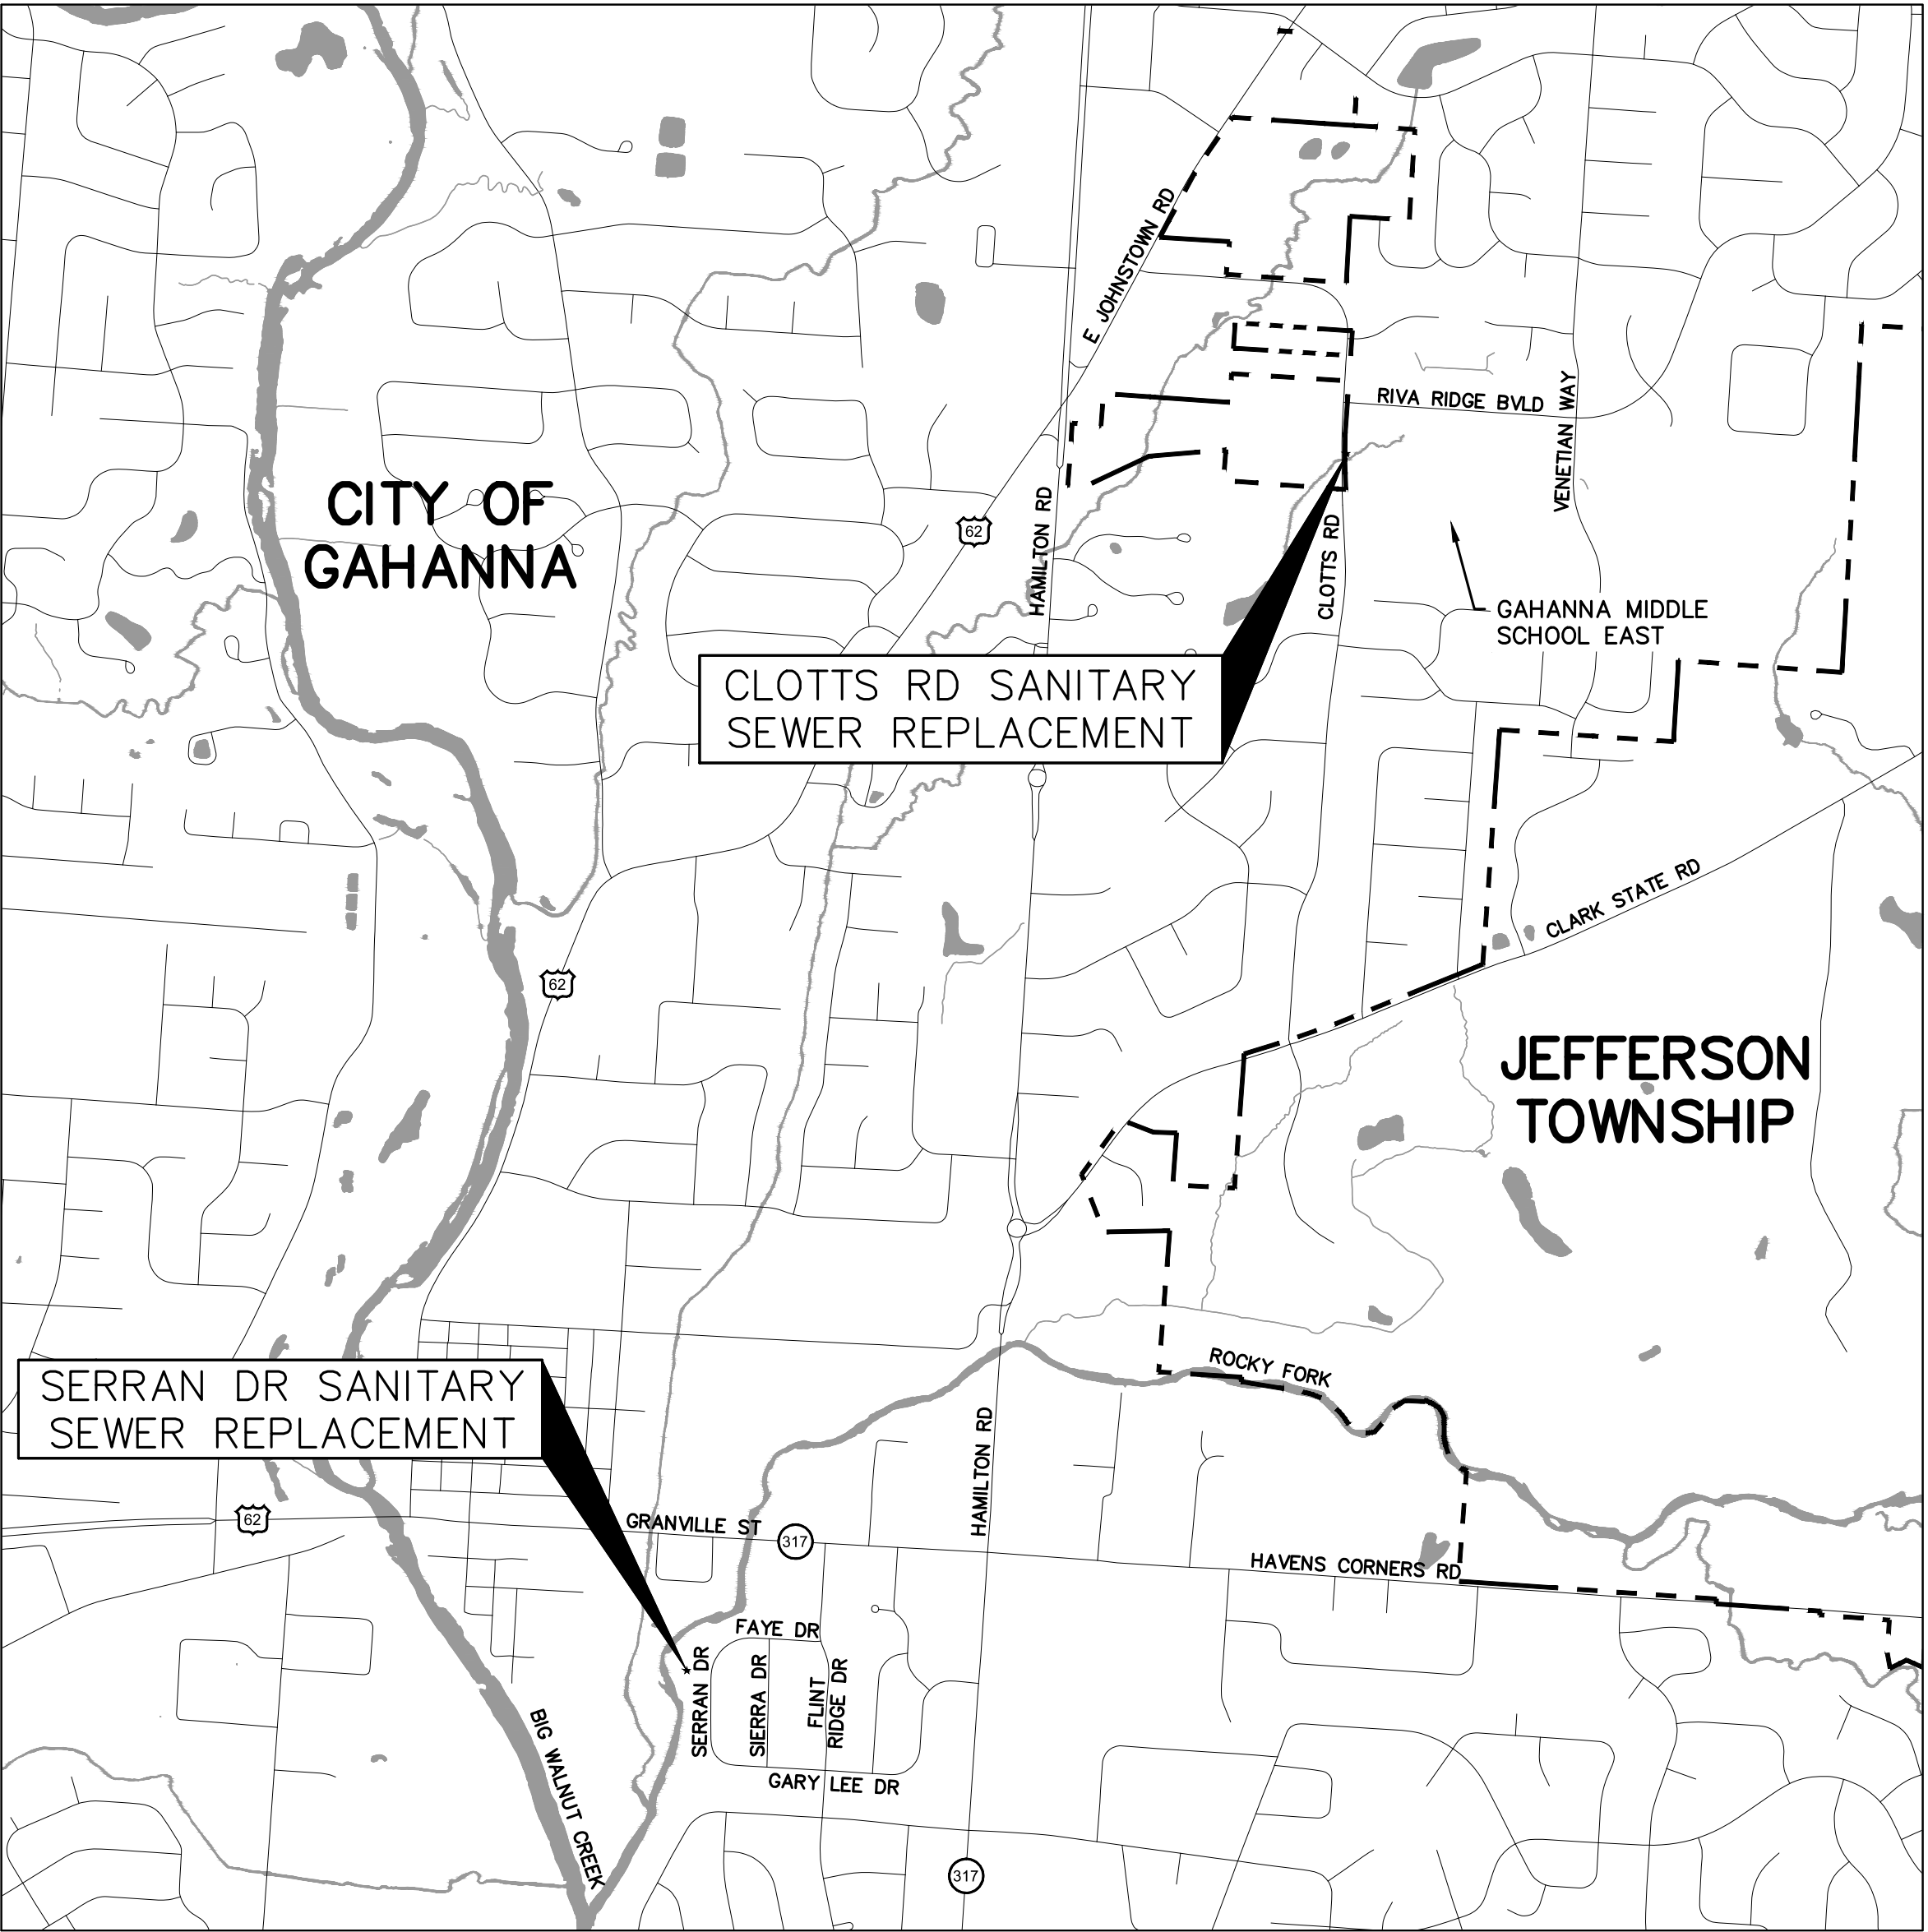 E JOHNSTOWN RD
RIVA RIDGE BVLD
VENETIAN WAY
CITY OF
GAHANNA
62
HAMILTON RD
CLOTTS RD
GAHANNA MIDDLE
SCHOOL EAST
CLOTTS RD SANITARY
SEWER REPLACEMENT
CLARK STATE RD
62
JEFFERSON
TOWNSHIP
ROCKY FORK
SERRAN DR SANITARY
SEWER REPLACEMENT
HAMILTON RD
62
GRANVILLE ST
317
HAVENS CORNERS RD
FAYE DR
SERRAN DR
SIERRA DR
FLINT
RIDGE DR
BIG WALNUT CREEK
GARY LEE DR
317